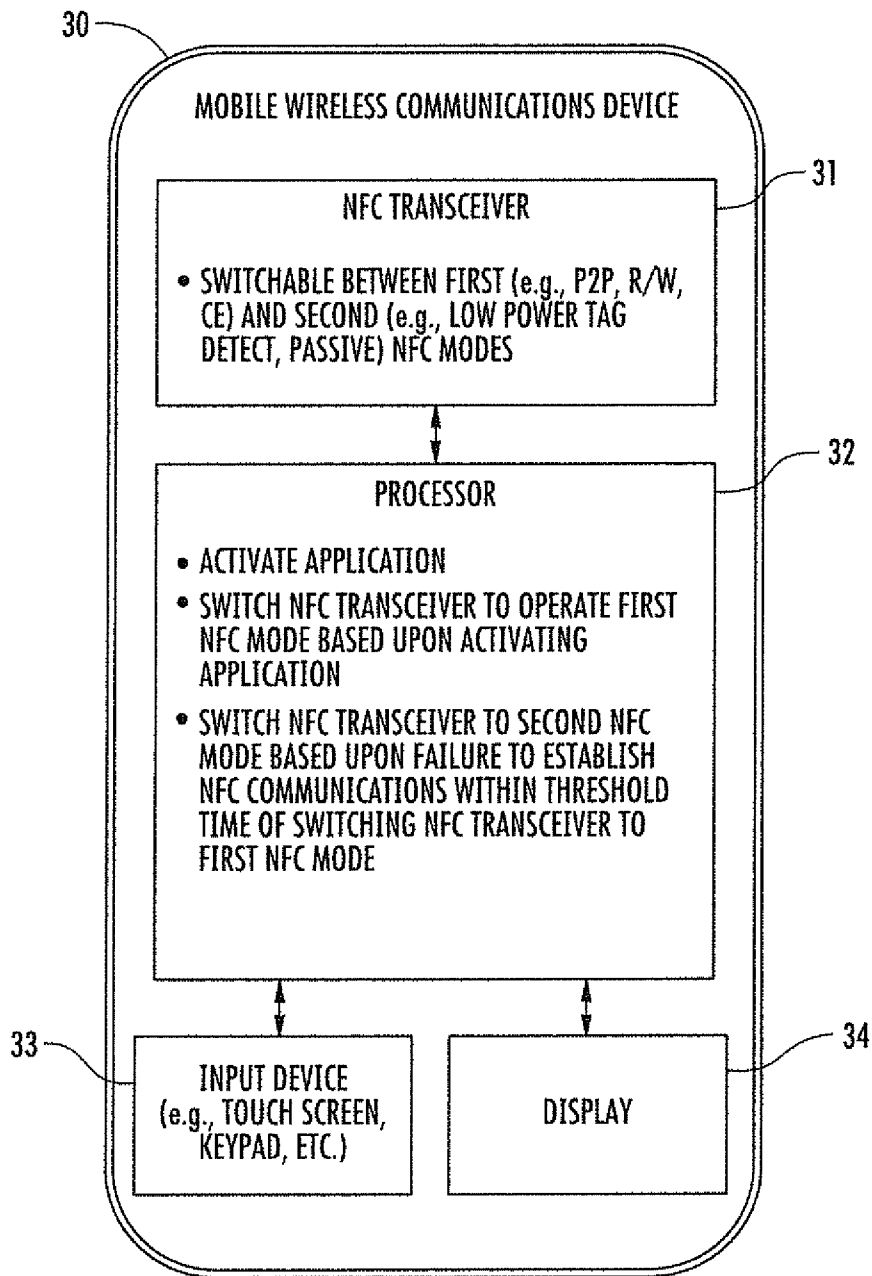 30
MOBILE WIRELESS COMMUNICATIONS DEVICE
31
NFC TRANSCEIVER
• SWITCHABLE BETWEEN FIRST (e.g., P2P, R/W,
CE) AND SECOND (e.g., LOW POWER TAG
DETECT, PASSIVE) NFC MODES
32
PROCESSOR
• ACTIVATE APPLICATION
• SWITCH NFC TRANSCEIVER TO OPERATE FIRST
NFC MODE BASED UPON ACTIVATING
APPLICATION
• SWITCH NFC TRANSCEIVER TO SECOND NFC
MODE BASED UPON FAILURE TO ESTABLISH
NFC COMMUNICATIONS WITHIN THRESHOLD
TIME OF SWITCHING NFC TRANSCEIVER TO
FIRST NFC MODE
33
INPUT DEVICE
(e.g., TOUCH SCREEN,
KEYPAD, ETC.)
34
DISPLAY